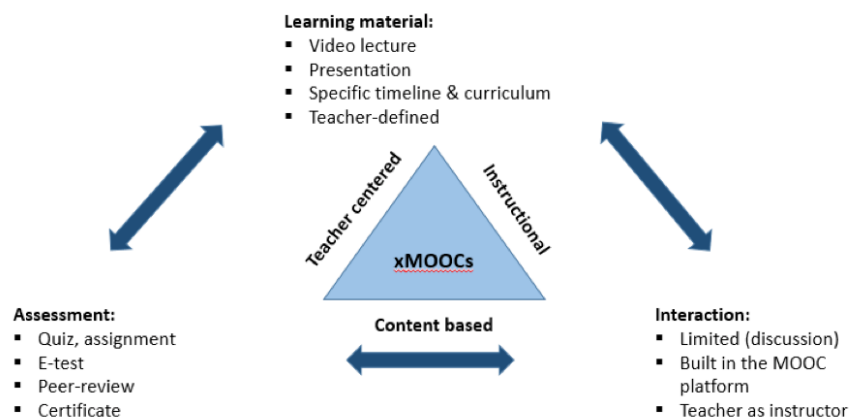 Learning material:
▪ Video lecture
▪ Presentation
▪ Specific timeline & curriculum
▪ Teacher-defined
Teacher centered
Instructional
xMOOCs
Content based
Assessment:
▪ Quiz, assignment
▪ E-test
▪ Peer-review
▪ Certificate
Interaction:
▪ Limited (discussion)
▪ Built in the MOOC
platform
▪ Teacher as instructor